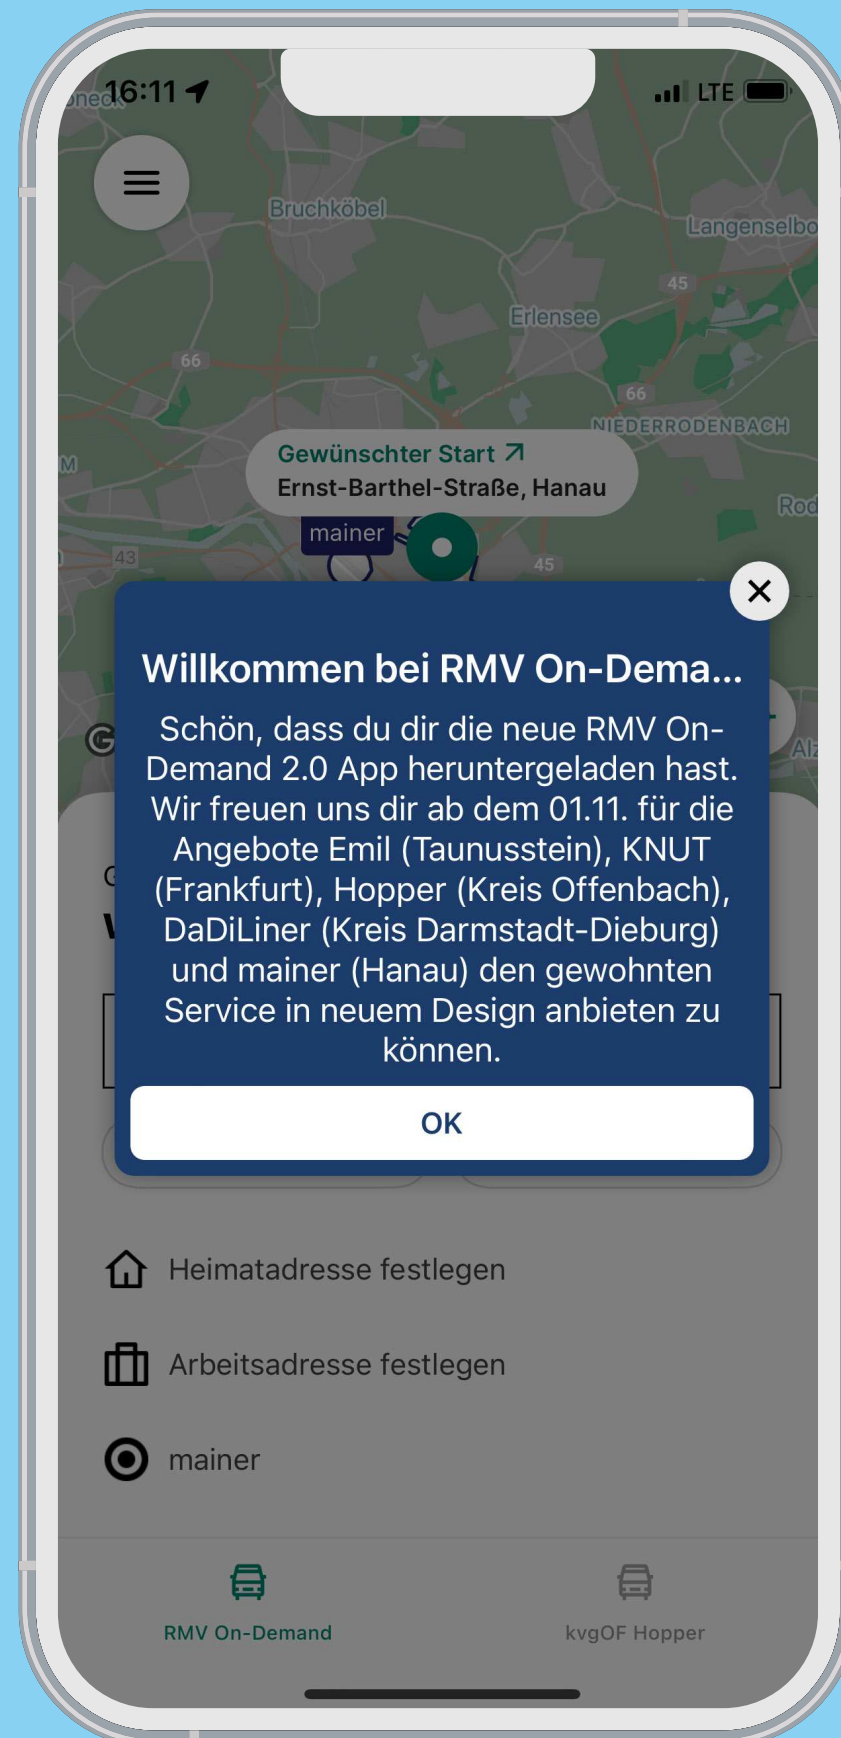 16:11
LTE
Bruchköbel
Langenselbo
45
Erlensee
66
66
NIEDERRODENBACH
Gewünschter Start
Ernst-Barthel-Straße, Hanau
Rod
mainer
43
45
Willkommen bei RMV On-Dema...
Schön, dass du dir die neue RMV On-
Demand 2.0 App heruntergeladen hast.
Wir freuen uns dir ab dem 01.11. für die
Angebote Emil (Taunusstein), KNUT
(Frankfurt), Hopper (Kreis Offenbach),
DaDiLiner (Kreis Darmstadt-Dieburg)
und mainer (Hanau) den gewohnten
Service in neuem Design anbieten zu
können.
Alz
OK
Heimatadresse festlegen
Arbeitsadresse festlegen
mainer
RMV On-Demand
kvgOF Hopper